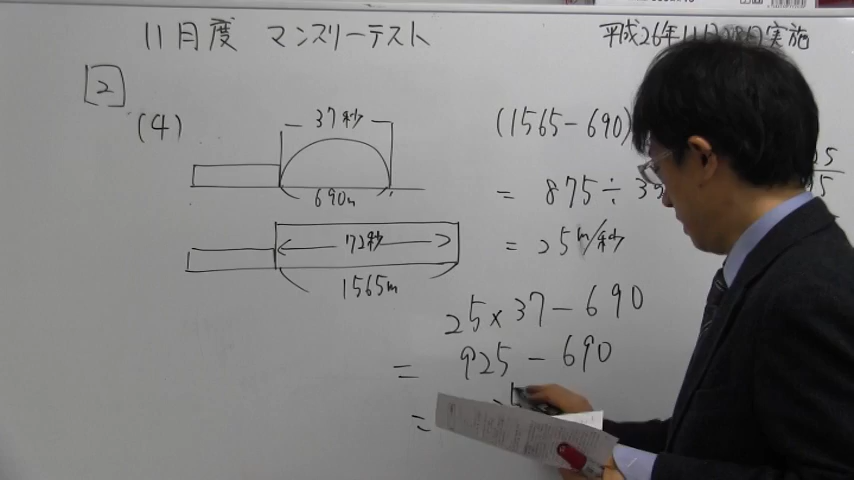 11月度 マンスリーテスト
平成26年11月 日実施
2
(4)
37秒
690m
72秒
1565m
(1565-690)
= 875÷
= 25m/秒
25×37-690
= 925-690
=